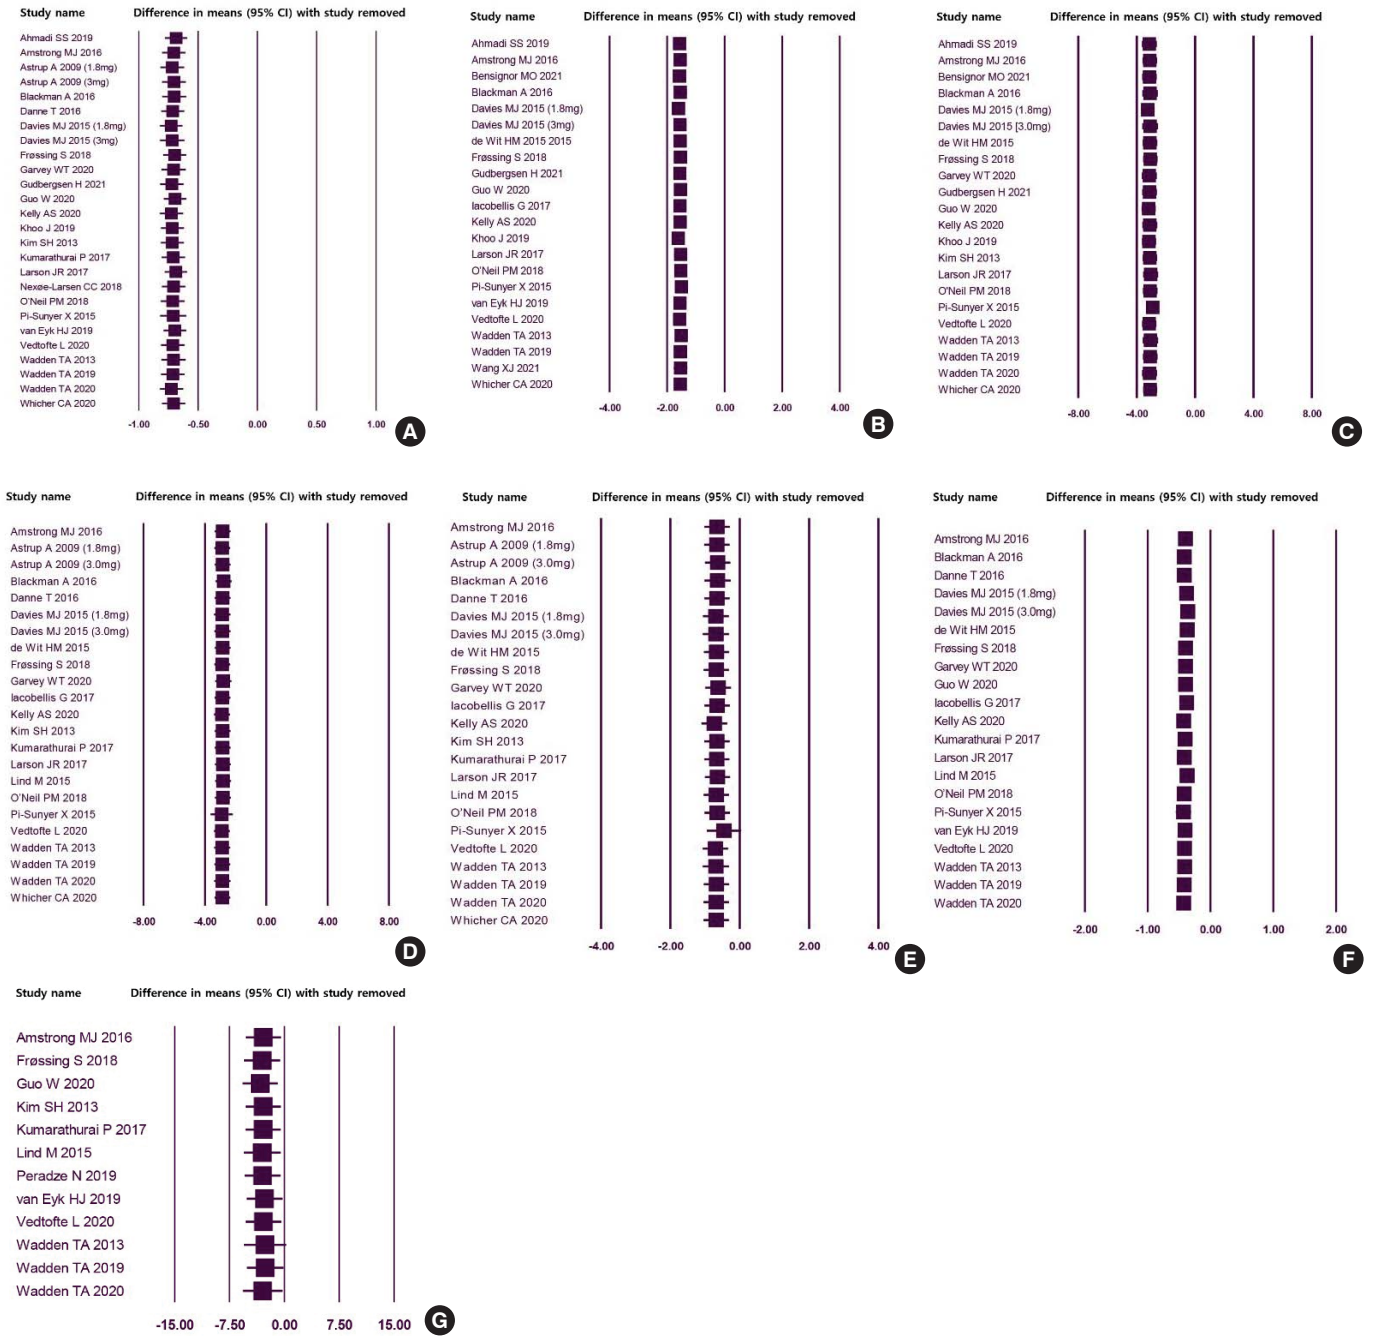 Study name Difference in means (95% CI) with study removed
Ahmadi SS 2019
Amstrong MJ 2016
Astrup A 2009 (1.8mg)
Astrup A 2009 (3mg)
Blackman A 2016
Danne T 2016
Davies MJ 2015 (1.8mg)
Davies MJ 2015 (3mg)
Frøssing S 2018
Garvey WT 2020
Gudbergsen H 2021
Guo W 2020
Kelly AS 2020
Khoo J 2019
Kim SH 2013
Kumarathurai P 2017
Larson JR 2017
Nexøe-Larsen CC 2018
O'Neil PM 2018
Pi-Sunyer X 2015
van Eyk HJ 2019
Vedtofte L 2020
Wadden TA 2013
Wadden TA 2019
Wadden TA 2020
Whicher CA 2020
-1.00 -0.50 0.00 0.50 1.00
A
Study name Difference in means (95% CI) with study removed
Ahmadi SS 2019
Amstrong MJ 2016
Bensignor MO 2021
Blackman A 2016
Davies MJ 2015 (1.8mg)
Davies MJ 2015 (3mg)
de Wit HM 2015 2015
Frøssing S 2018
Gudbergsen H 2021
Guo W 2020
Iacobellis G 2017
Kelly AS 2020
Khoo J 2019
Larson JR 2017
O'Neil PM 2018
Pi-Sunyer X 2015
van Eyk HJ 2019
Vedtofte L 2020
Wadden TA 2013
Wadden TA 2019
Wang XJ 2021
Whicher CA 2020
-4.00 -2.00 0.00 2.00 4.00
B
Study name Difference in means (95% CI) with study removed
Ahmadi SS 2019
Amstrong MJ 2016
Bensignor MO 2021
Blackman A 2016
Davies MJ 2015 (1.8mg)
Davies MJ 2015 [3.0mg)
de Wit HM 2015
Frøssing S 2018
Garvey WT 2020
Gudbergsen H 2021
Guo W 2020
Kelly AS 2020
Khoo J 2019
Kim SH 2013
Larson JR 2017
O'Neil PM 2018
Pi-Sunyer X 2015
Vedtofte L 2020
Wadden TA 2013
Wadden TA 2019
Wadden TA 2020
Whicher CA 2020
-8.00 -4.00 0.00 4.00 8.00
C
Study name Difference in means (95% CI) with study removed
Amstrong MJ 2016
Astrup A 2009 (1.8mg)
Astrup A 2009 (3.0mg)
Blackman A 2016
Danne T 2016
Davies MJ 2015 (1.8mg)
Davies MJ 2015 (3.0mg)
de Wit HM 2015
Frøssing S 2018
Garvey WT 2020
Iacobellis G 2017
Kelly AS 2020
Kim SH 2013
Kumarathurai P 2017
Larson JR 2017
Lind M 2015
O'Neil PM 2018
Pi-Sunyer X 2015
Vedtofte L 2020
Wadden TA 2013
Wadden TA 2019
Wadden TA 2020
Whicher CA 2020
-8.00 -4.00 0.00 4.00 8.00
D
Study name Difference in means (95% CI) with study removed
Amstrong MJ 2016
Astrup A 2009 (1.8mg)
Astrup A 2009 (3.0mg)
Blackman A 2016
Danne T 2016
Davies MJ 2015 (1.8mg)
Davies MJ 2015 (3.0mg)
de Wit HM 2015
Frøssing S 2018
Garvey WT 2020
Iacobellis G 2017
Kelly AS 2020
Kim SH 2013
Kumarathurai P 2017
Larson JR 2017
Lind M 2015
O'Neil PM 2018
Pi-Sunyer X 2015
Vedtofte L 2020
Wadden TA 2013
Wadden TA 2019
Wadden TA 2020
Whicher CA 2020
-4.00 -2.00 0.00 2.00 4.00
E
Study name Difference in means (95% CI) with study removed
Amstrong MJ 2016
Blackman A 2016
Danne T 2016
Davies MJ 2015 (1.8mg)
Davies MJ 2015 (3.0mg)
de Wit HM 2015
Frøssing S 2018
Garvey WT 2020
Guo W 2020
Iacobellis G 2017
Kelly AS 2020
Kumarathurai P 2017
Larson JR 2017
Lind M 2015
O'Neil PM 2018
Pi-Sunyer X 2015
van Eyk HJ 2019
Vedtofte L 2020
Wadden TA 2013
Wadden TA 2019
Wadden TA 2020
-2.00 -1.00 0.00 1.00 2.00
F
Study name Difference in means (95% CI) with study removed
Amstrong MJ 2016
Frøssing S 2018
Guo W 2020
Kim SH 2013
Kumarathurai P 2017
Lind M 2015
Peradze N 2019
van Eyk HJ 2019
Vedtofte L 2020
Wadden TA 2013
Wadden TA 2019
Wadden TA 2020
-15.00 -7.50 0.00 7.50 15.00
G